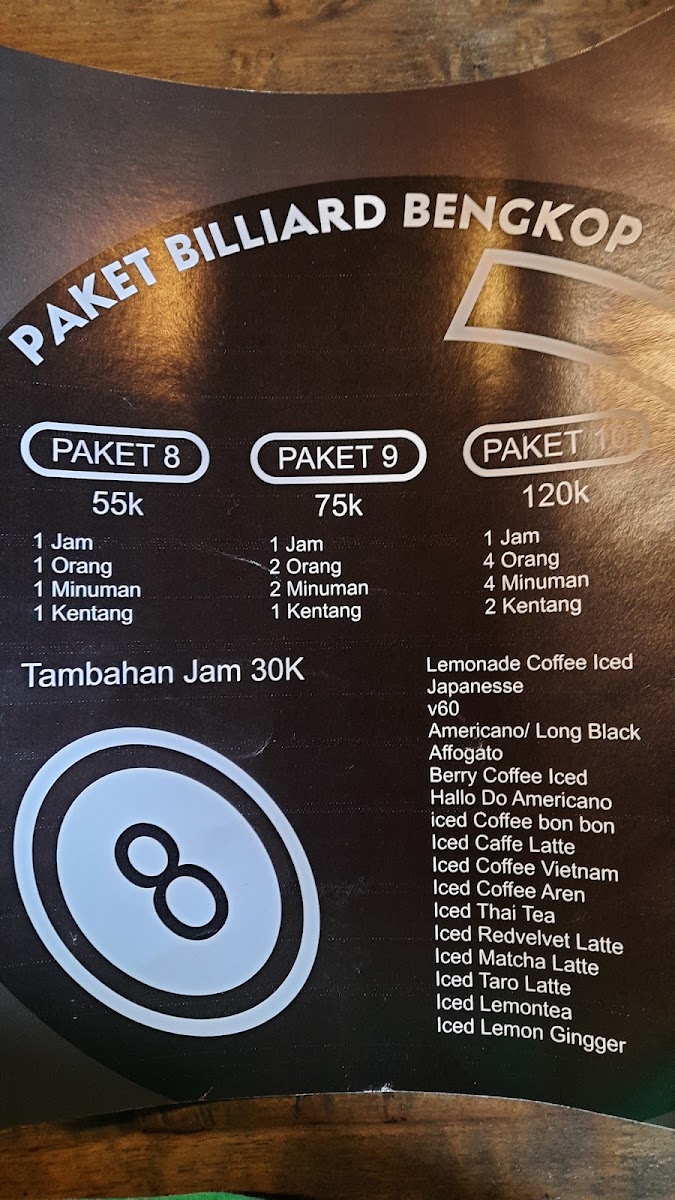 PAKET BILLIARD BENGKOP
PAKET 8
55k
1 Jam
1 Orang
1 Minuman
1 Kentang
PAKET 9
75k
1 Jam
2 Orang
2 Minuman
1 Kentang
PAKET 10
120k
1 Jam
4 Orang
4 Minuman
2 Kentang
Tambahan Jam 30K
8
Lemonade Coffee Iced
Japanesse
v60
Americano/ Long Black
Affogato
Berry Coffee Iced
Hallo Do Americano
iced Coffee bon bon
Iced Caffe Latte
Iced Coffee Vietnam
Iced Coffee Aren
Iced Thai Tea
Iced Redvelvet Latte
Iced Matcha Latte
Iced Taro Latte
Iced Lemontea
Iced Lemon Gingger